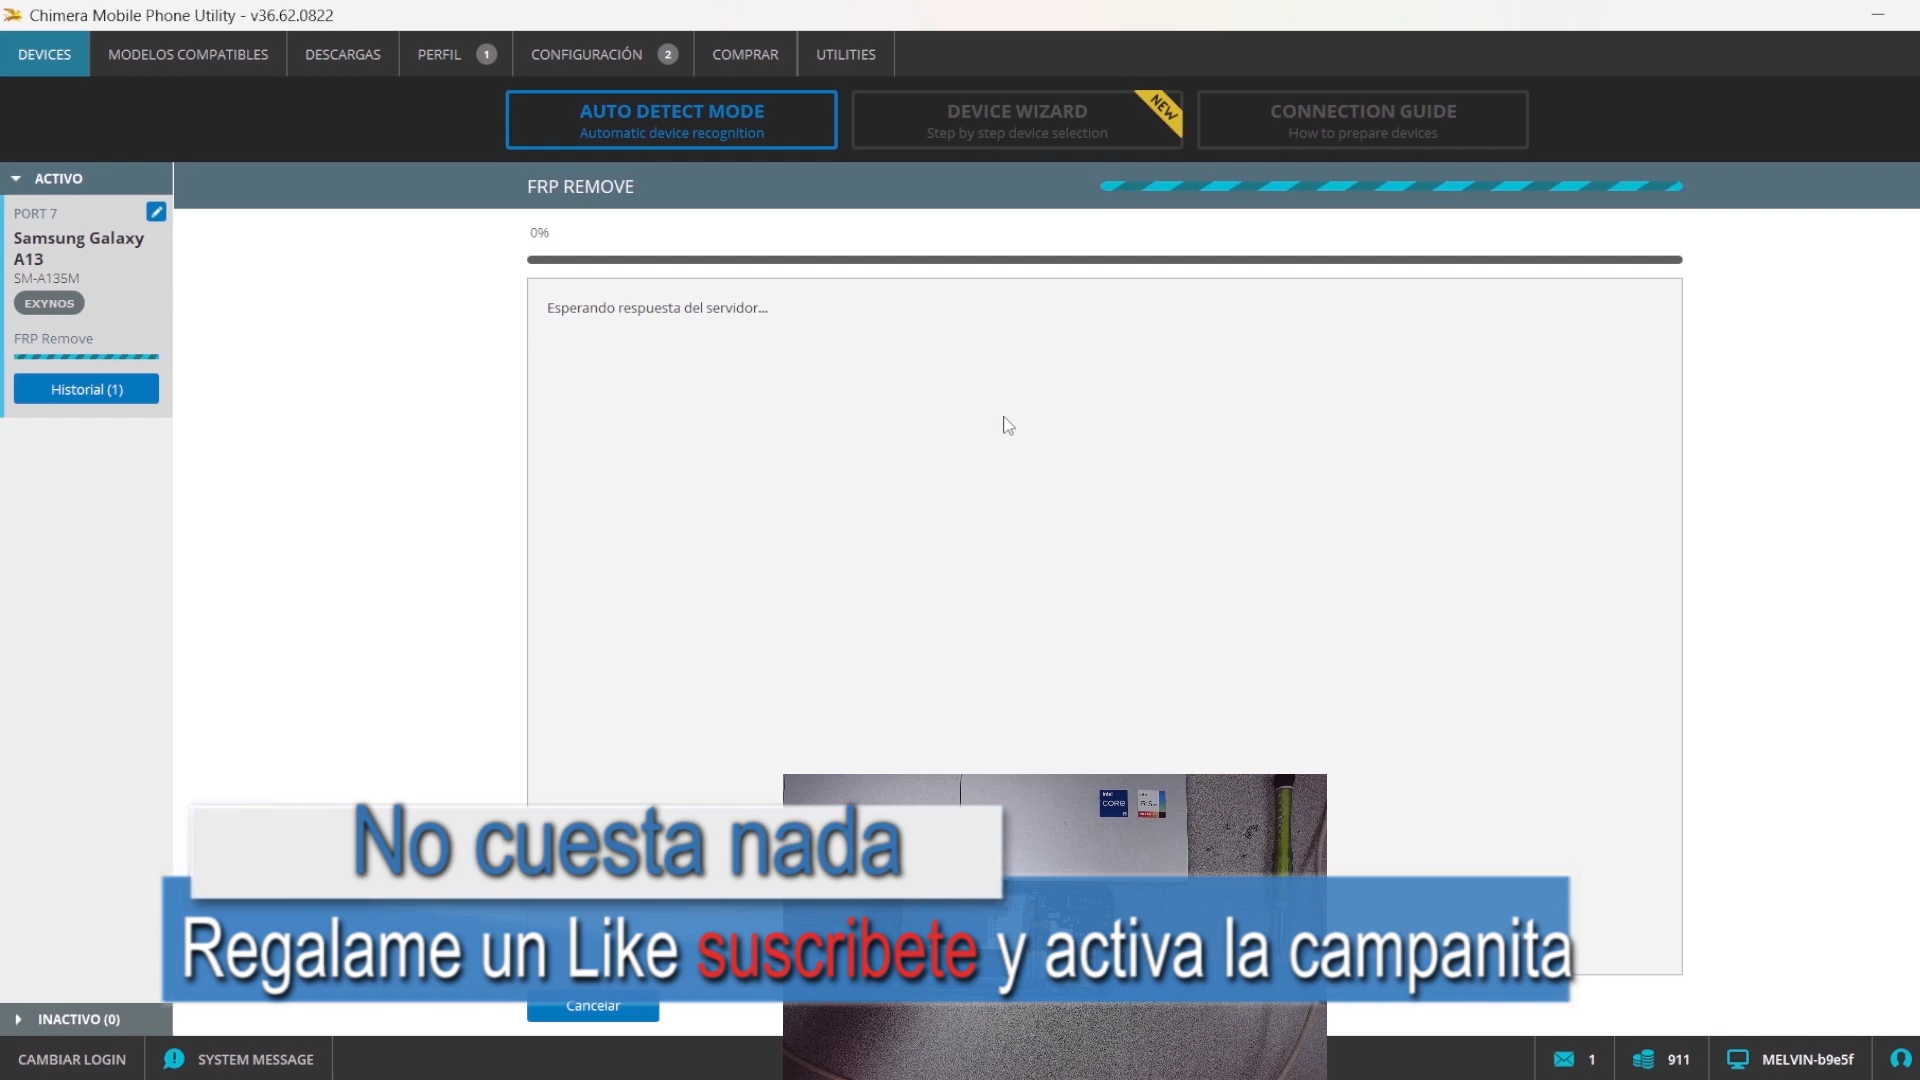 Chimera Mobile Phone Utility - v36.62.0822
DEVICES
MODELOS COMPATIBLES
DESCARGAS
PERFIL 1
CONFIGURACIÓN 2
COMPRAR
UTILITIES
AUTO DETECT MODE
Automatic device recognition
DEVICE WIZARD
Step by step device selection
NEW
CONNECTION GUIDE
How to prepare devices
ACTIVO
PORT 7
Samsung Galaxy
A13
SM-A135M
EXYNOS
FRP Remove
Historial (1)
FRP REMOVE
0%
Esperando respuesta del servidor...
intel
CORE
i5
No cuesta nada
Regalame un Like suscribete y activa la campanita
Cancelar
INACTIVO (0)
CAMBIAR LOGIN
SYSTEM MESSAGE
1
911
MELVIN-b9e5f